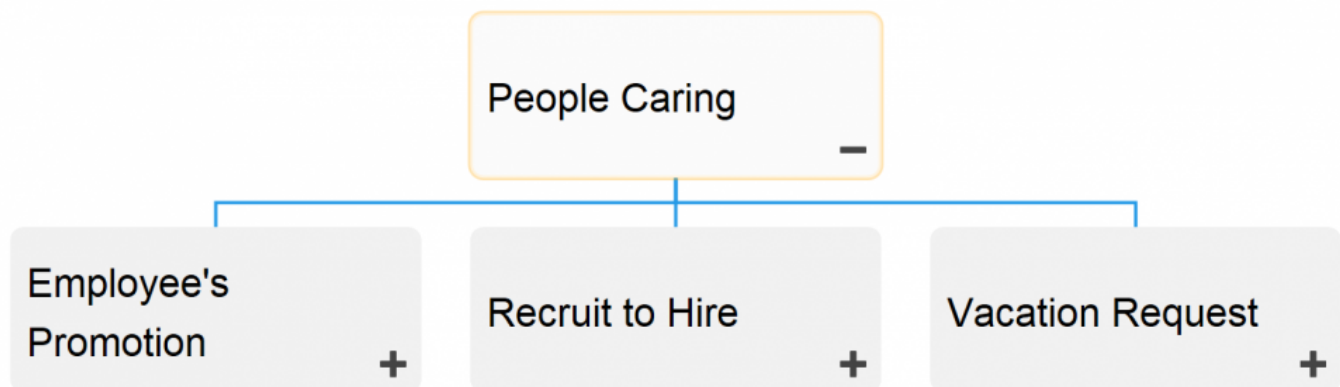 People Caring
Employee's
Promotion
Recruit to Hire
Vacation Request